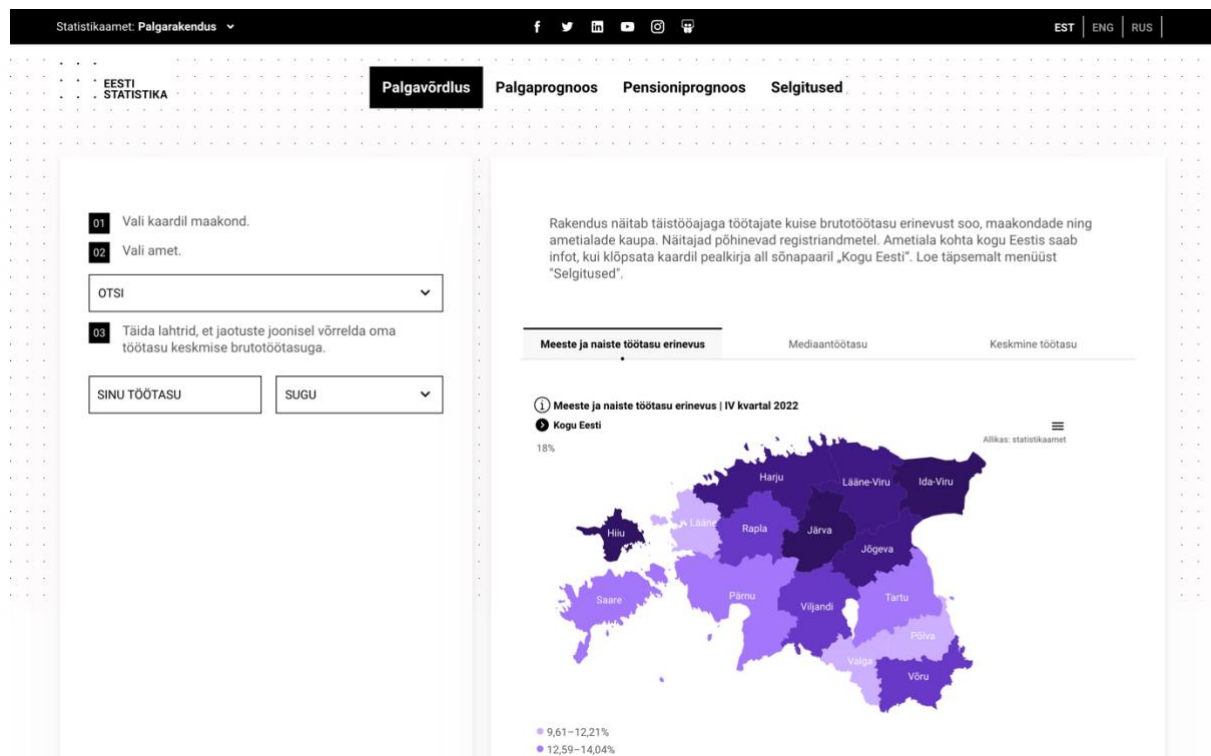 Statistikaamet: Palgarakendus
EST | ENG | RUS
EESTI
STATISTIKA
Palgavõrdlus
Palgaprognoos
Pensioniprognoos
Selgitused
01 Vali kaardil maakond.
02 Vali amet.
OTSI
03 Täida lahtrid, et jaotuste joonisel võrrelda oma
töötasu keskmise brutotöötasuga.
SINU TÖÖTASU
SUGU
Rakendus näitab täistööajaga töötajate kuise brutotöötasu erinevust soo, maakondade ning
ametialade kaupa. Näitajad põhinevad registriandmetel. Ametiala kohta kogu Eestis saab
infot, kui klõpsata kaardil pealkirja all sõnapaaril „Kogu Eesti". Loe täpsemalt menüüst
"Selgitused".
Meeste ja naiste töötasu erinevus
Mediaantöötasu
Keskmine töötasu
Meeste ja naiste töötasu erinevus | IV kvartal 2022
Kogu Eesti
18%
Allikas: statistikaamet
Harju
Lääne-Viru
Ida-Viru
Hiiu
Lääne
Rapla
Järva
Jõgeva
Saare
Pärnu
Viljandi
Tartu
Põlva
Valga
Võru
9,61–12,21%
12,59–14,04%